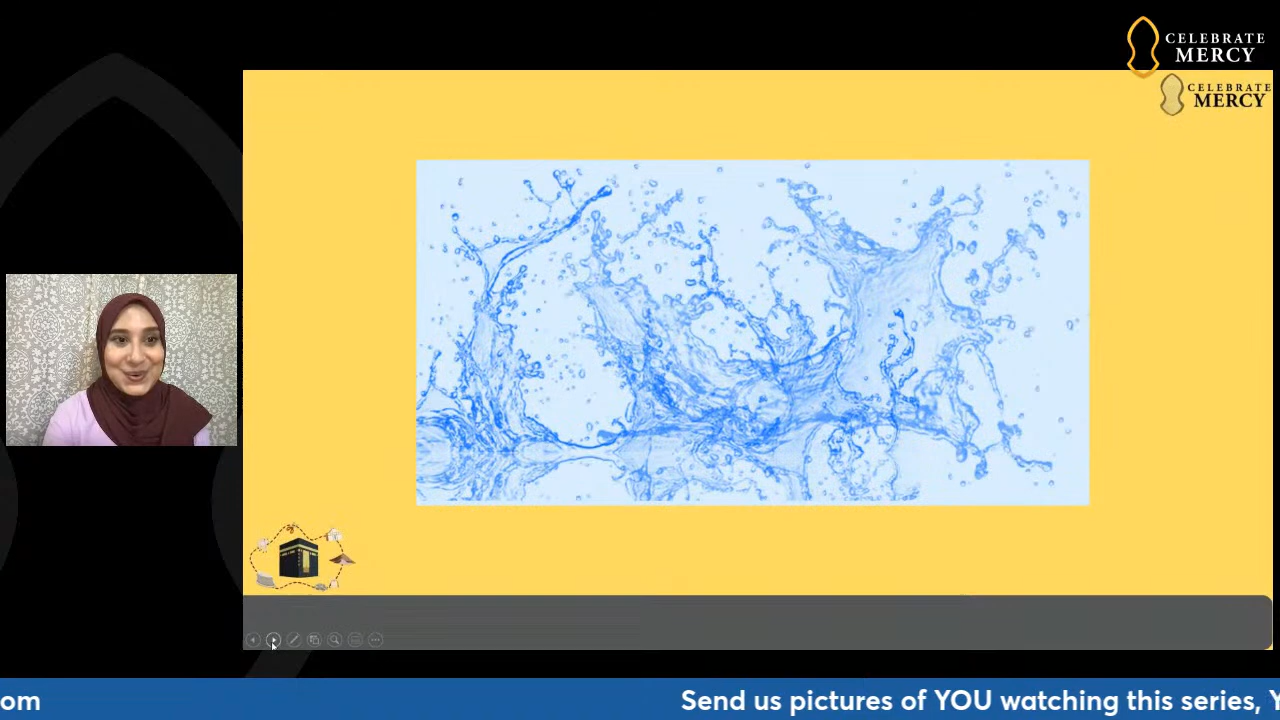 CELEBRATE
MERCY
CELEBRATE
MERCY
om
Send us pictures of YOU watching this series, Y